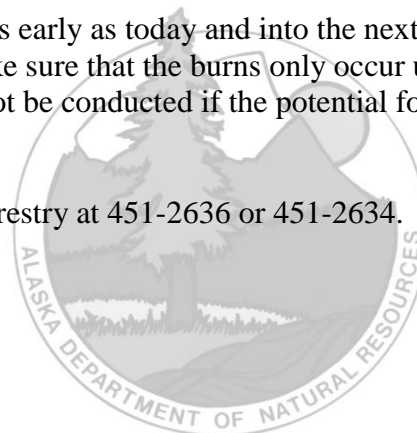 s early as today and into the next
ke sure that the burns only occur u
ot be conducted if the potential fo
restry at 451-2636 or 451-2634.
ALASKA DEPARTMENT OF NATURAL RESOURCES